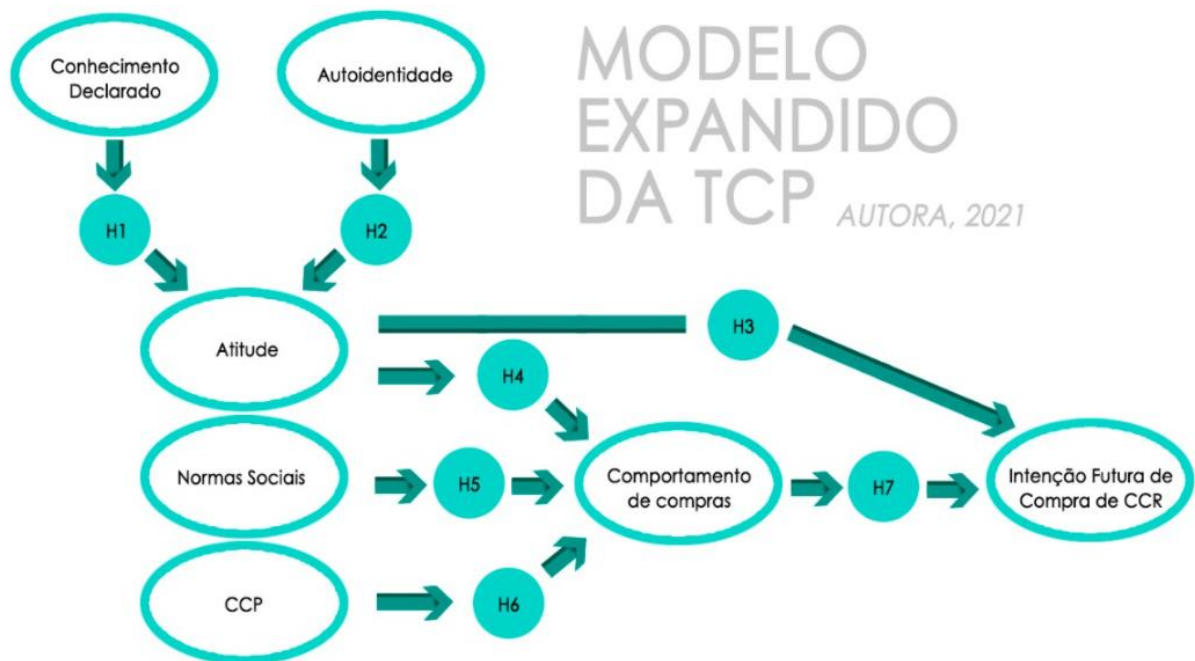 MODELO
EXPANDIDO
DA TCP AUTORA, 2021
Conhecimento
Declarado
Autoidentidade
H1
H2
Atitude
H3
H4
Normas Sociais
H5
Comportamento
de compras
H7
Intenção Futura de
Compra de CCR
CCP
H6